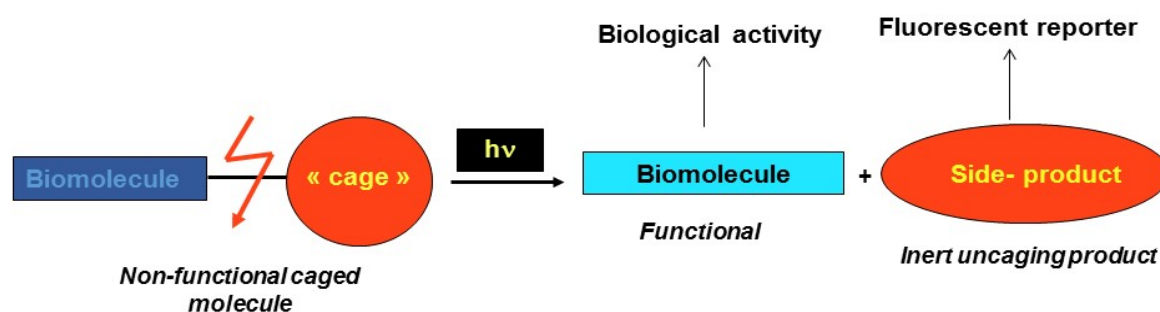 Biological activity
Fluorescent reporter
Biomolecule
« cage »
hν
Biomolecule
+
Side- product
Non-functional caged
molecule
Functional
Inert uncaging product